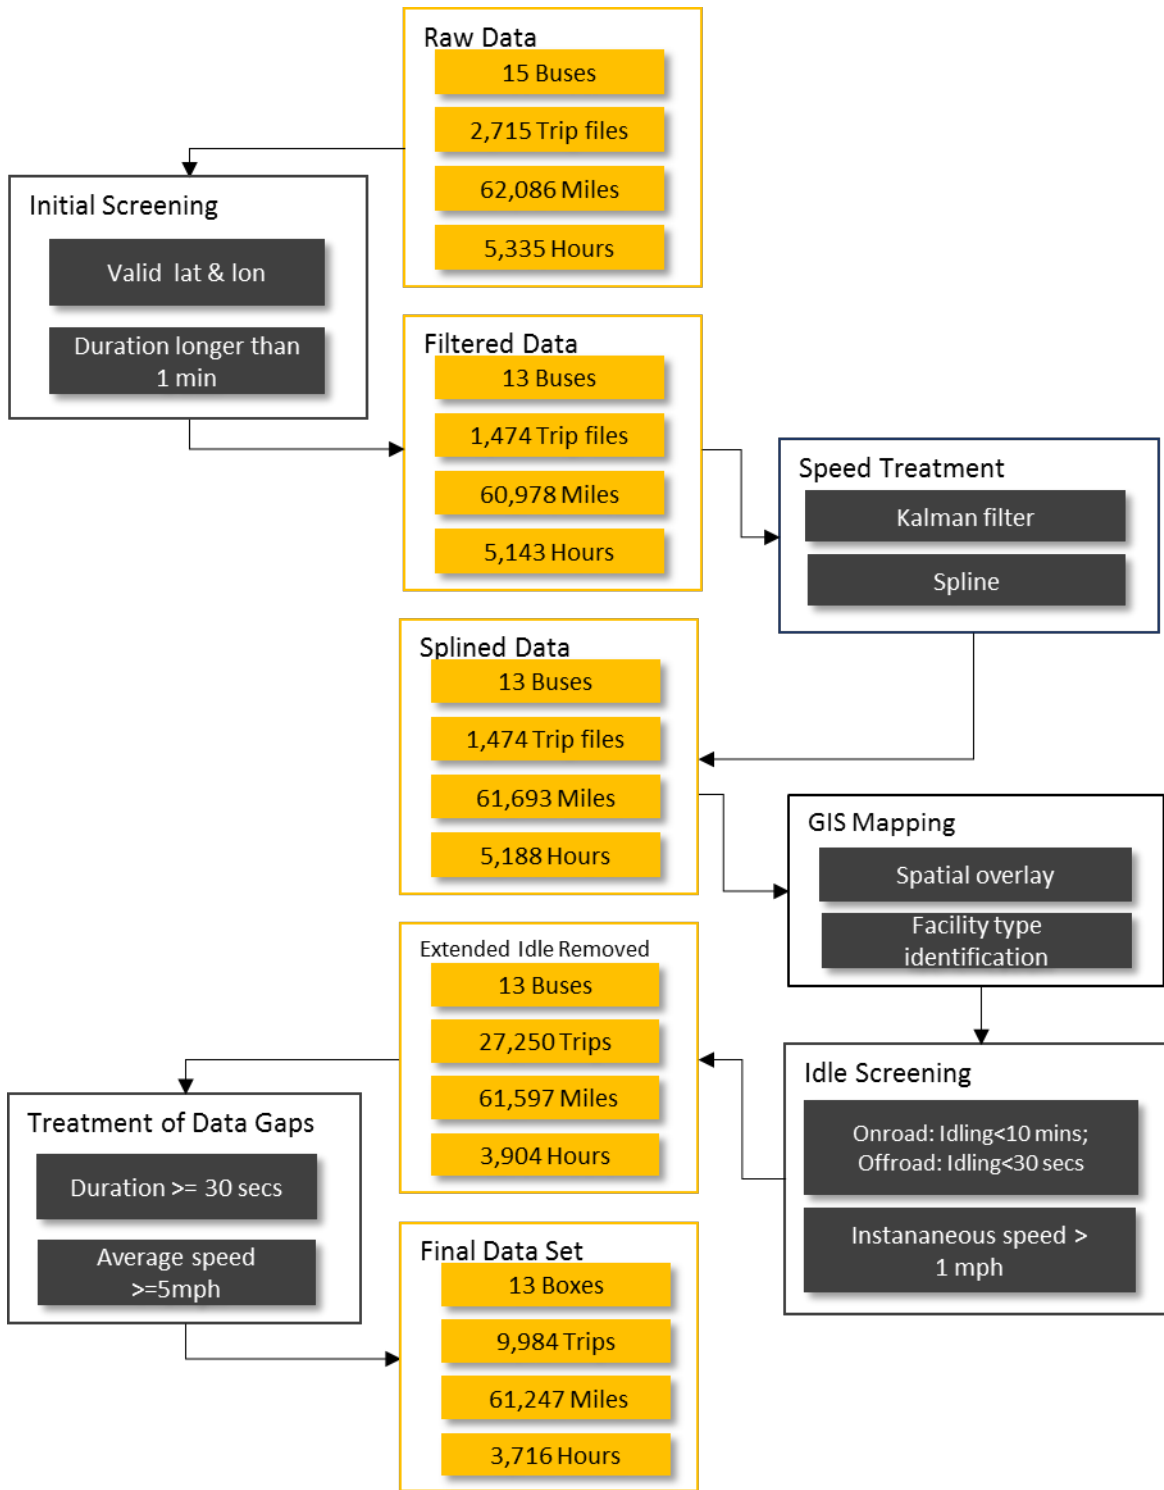 Raw Data
15 Buses
2,715 Trip files
62,086 Miles
5,335 Hours
Initial Screening
Valid lat & lon
Duration longer than
1 min
Filtered Data
13 Buses
1,474 Trip files
60,978 Miles
5,143 Hours
Speed Treatment
Kalman filter
Spline
Splined Data
13 Buses
1,474 Trip files
61,693 Miles
5,188 Hours
GIS Mapping
Spatial overlay
Facility type
identification
Idle Screening
Onroad: Idling<10 mins;
Offroad: Idling<30 secs
Instananeous speed >
1 mph
Extended Idle Removed
13 Buses
27,250 Trips
61,597 Miles
3,904 Hours
Treatment of Data Gaps
Duration >= 30 secs
Average speed
>=5mph
Final Data Set
13 Boxes
9,984 Trips
61,247 Miles
3,716 Hours